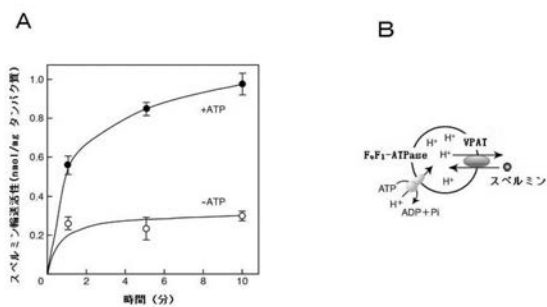 A
スペルミン輸送活性(nmol/mg タンパク質)
1.0
0.8
0.6
0.4
0.2
0
+ATP
−ATP
2
4
6
8
10
時間(分)
B
VPAT
H⁺ H⁺
F₀F₁-ATPase
H⁺
H⁺
スペルミン
ATP
H⁺
ADP+Pi